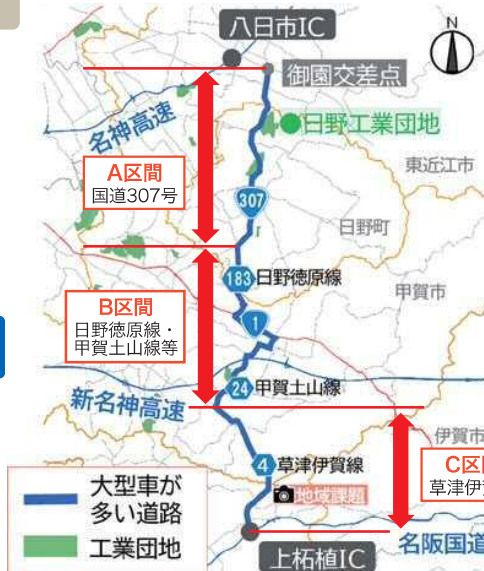 八日市IC
N
御園交差点
名神高速
日野工業団地
A区間
国道307号
東近江市
307
日野町
183
日野徳原線
甲賀市
B区間
日野徳原線・
甲賀土山線等
1
24
甲賀土山線
新名神高速
伊賀市
4
草津伊賀線
C区
草津伊
地域課題
大型車が
多い道路
工業団地
上柘植IC
名阪国道